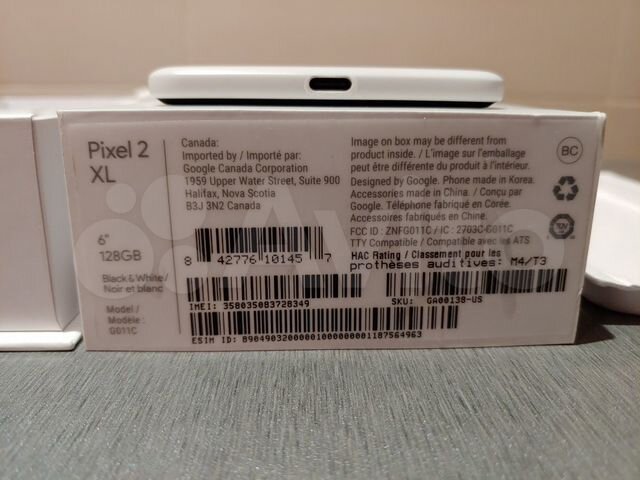 Pixel 2
XL
6"
128GB
Black & White /
Noir et blanc
Model /
Modèle :
G011C
Canada:
Imported by / Importé par:
Google Canada Corporation
1959 Upper Water Street, Suite 900
Halifax, Nova Scotia
B3J 3N2 Canada
8 42776 10145 7
Image on box may be different from
product inside. / L'image sur l'emballage
peut être différente du produit à l'intérieur.
Designed by Google. Phone made in Korea.
Accessories made in China. / Conçu par
Google. Téléphone fabriqué en Corée.
Accessoires fabriqués en Chine.
FCC ID : ZNFG011C / IC : 2703C-G011C
TTY Compatible / Compatible avec les ATS
HAC Rating / Classement pour les
prothèses auditives: M4/T3
BC
TÜV
IMEI: 358035083728349
SKU: GA00138-US
ESIM ID: 89049032000001000000001187564963
Avito